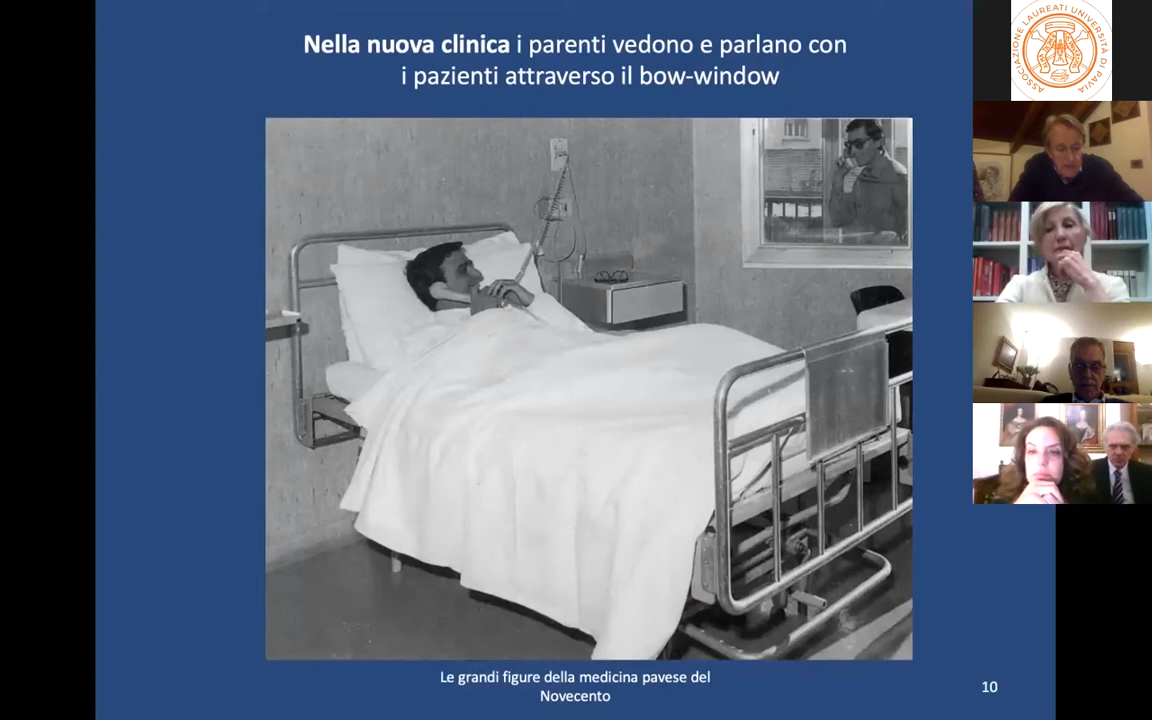 Nella nuova clinica i parenti vedono e parlano con
i pazienti attraverso il bow-window
Le grandi figure della medicina pavese del
Novecento
10
ASSOCIAZIONE LAUREATI UNIVERSITÀ DI PAVIA